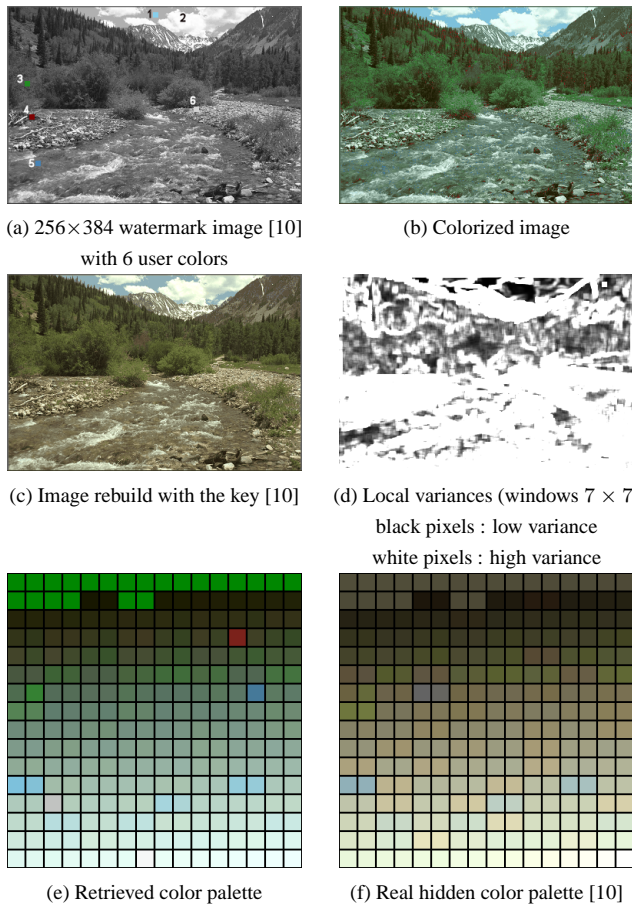 1
2
3
4
5
6
(a) 256×384 watermark image [10]
with 6 user colors
(b) Colorized image
(c) Image rebuild with the key [10]
(d) Local variances (windows 7 × 7
black pixels : low variance
white pixels : high variance
(e) Retrieved color palette
(f) Real hidden color palette [10]